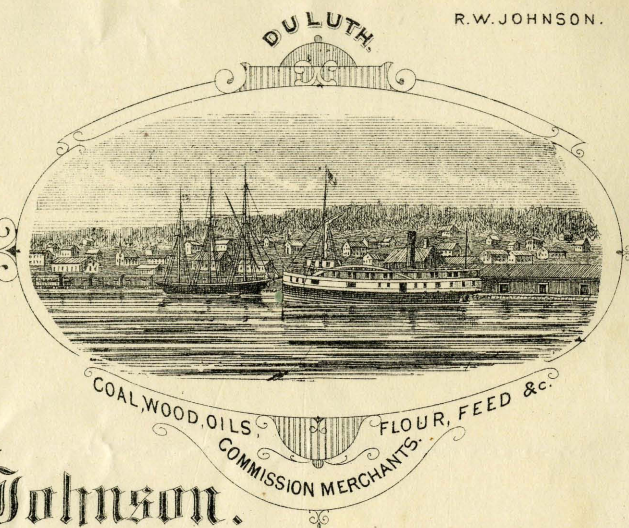 DULUTH.
R.W.JOHNSON.
COAL, WOOD, OILS,
FLOUR, FEED &c.
COMMISSION MERCHANTS.
Johnson.